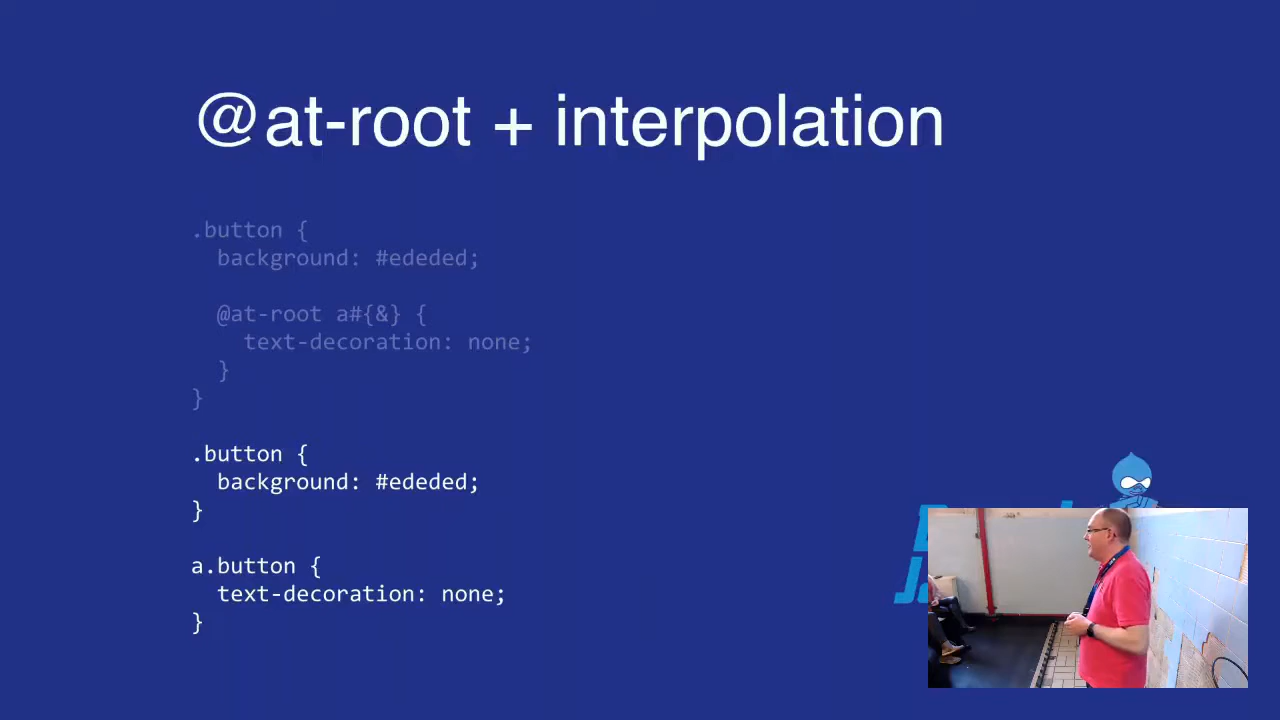 @at-root + interpolation
.button {
  background: #ededed;

  @at-root a#{&} {
    text-decoration: none;
  }
}

.button {
  background: #ededed;
}

a.button {
  text-decoration: none;
}